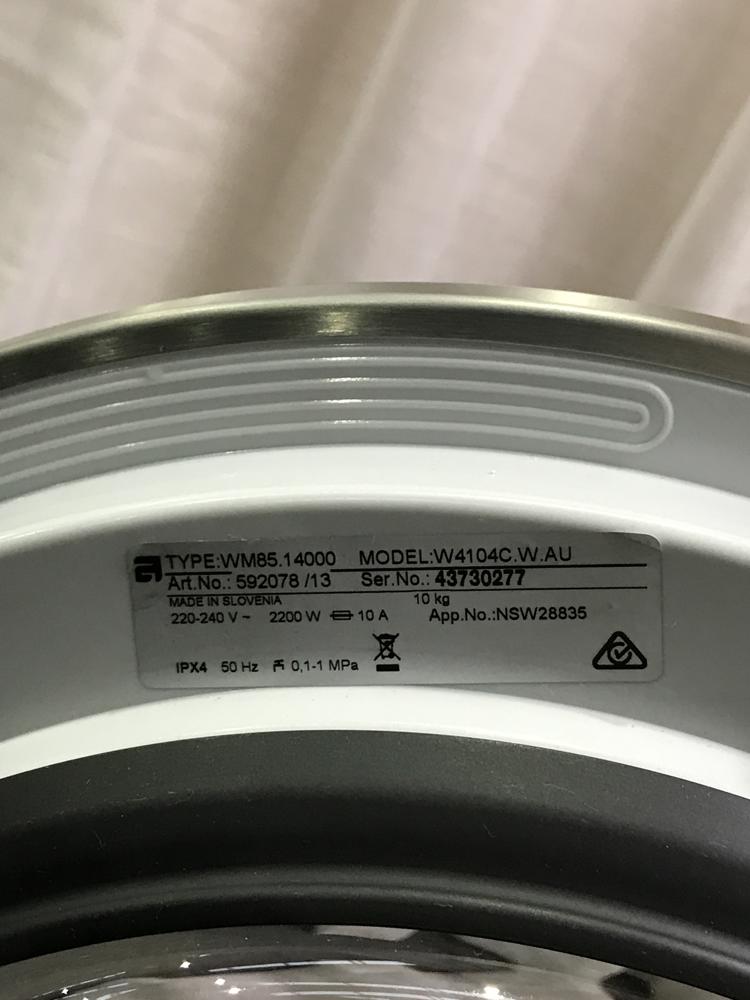 TYPE:WM85.14000 MODEL:W4104C.W.AU
Art.No.: 592078 /13 Ser.No.: 43730277
MADE IN SLOVENIA 10 kg
220-240 V ~ 2200 W 10 A App.No.:NSW28835
IPX4 50 Hz 0,1-1 MPa